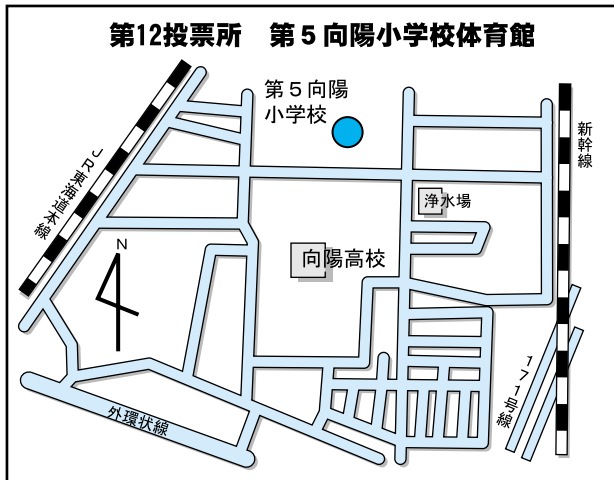 第12投票所　第５向陽小学校体育館
第５向陽
小学校
新幹線
ＪＲ東海道本線
浄水場
N
向陽高校
171号線
外環状線